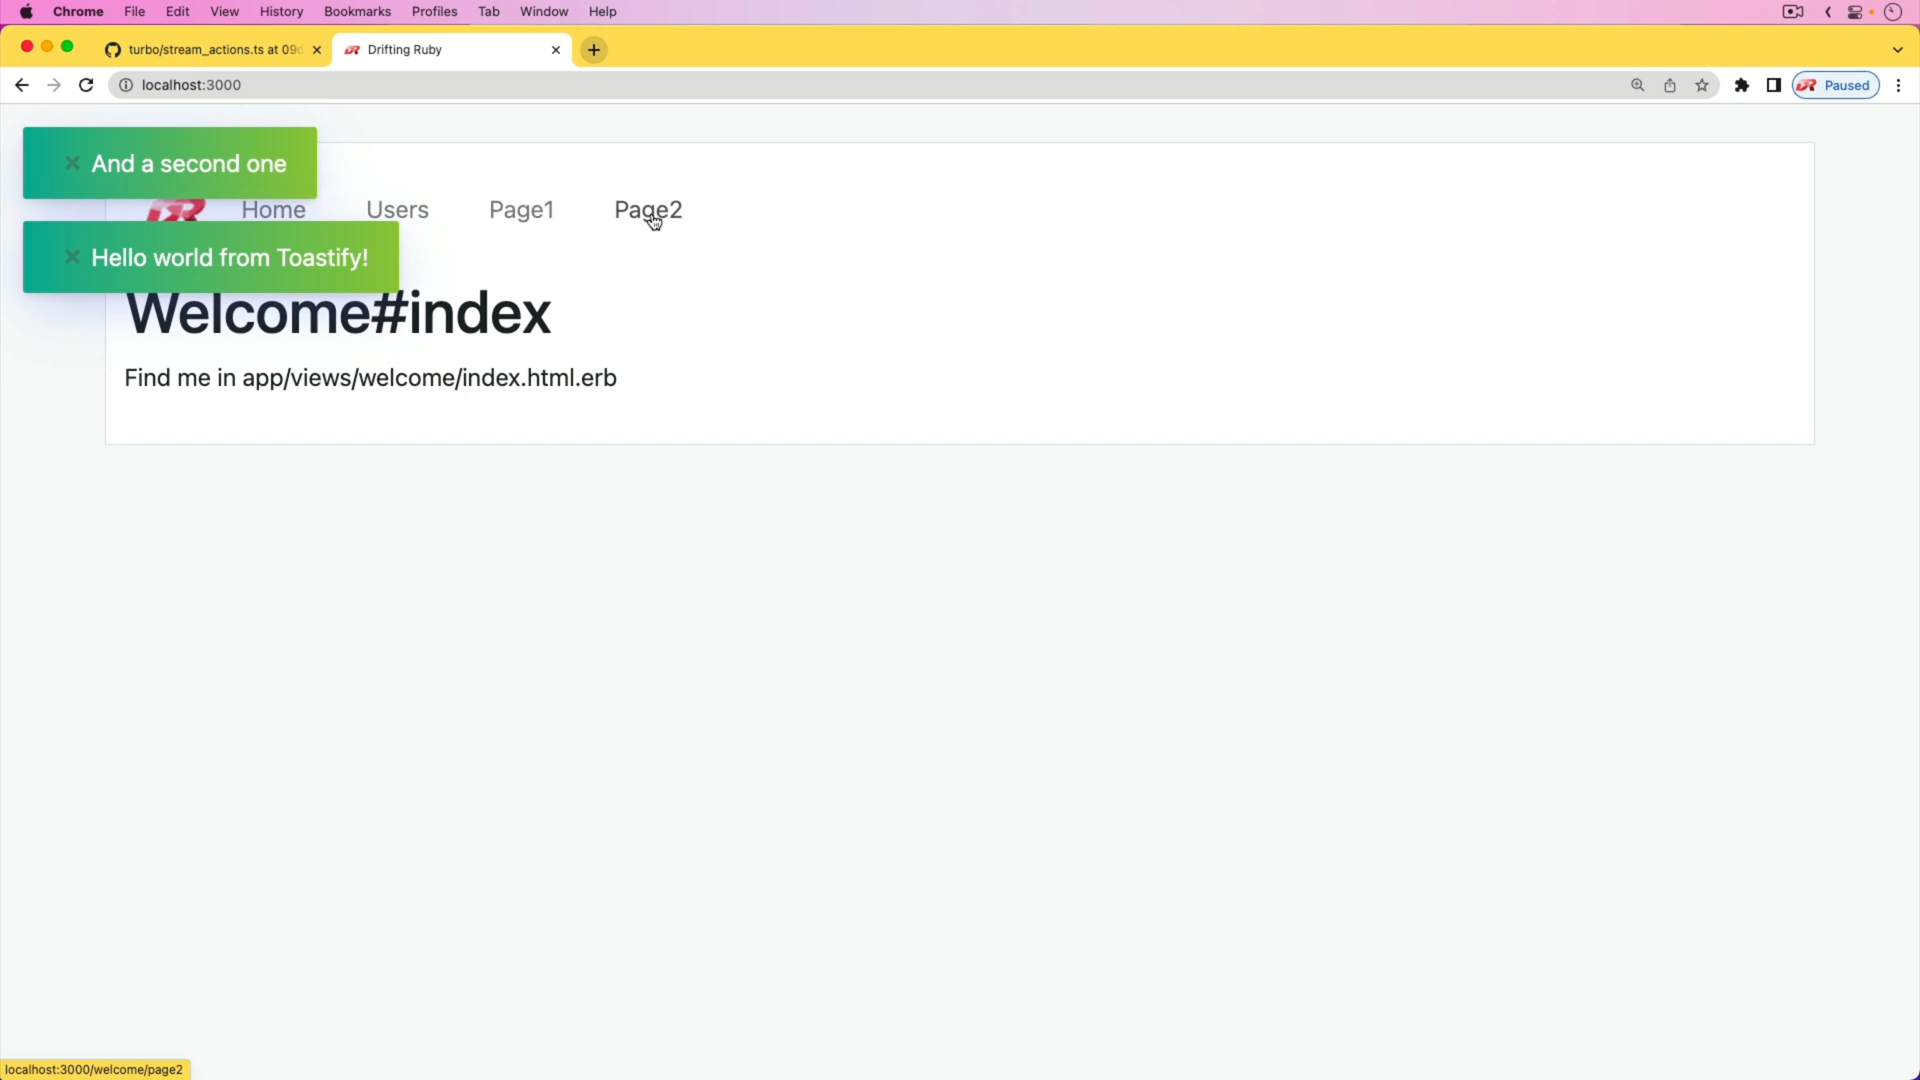 Chrome File Edit View History Bookmarks Profiles Tab Window Help
turbo/stream_actions.ts at 09d
Drifting Ruby
localhost:3000
Paused
And a second one
Home Users Page1 Page2
Hello world from Toastify!
Welcome#index
Find me in app/views/welcome/index.html.erb
localhost:3000/welcome/page2